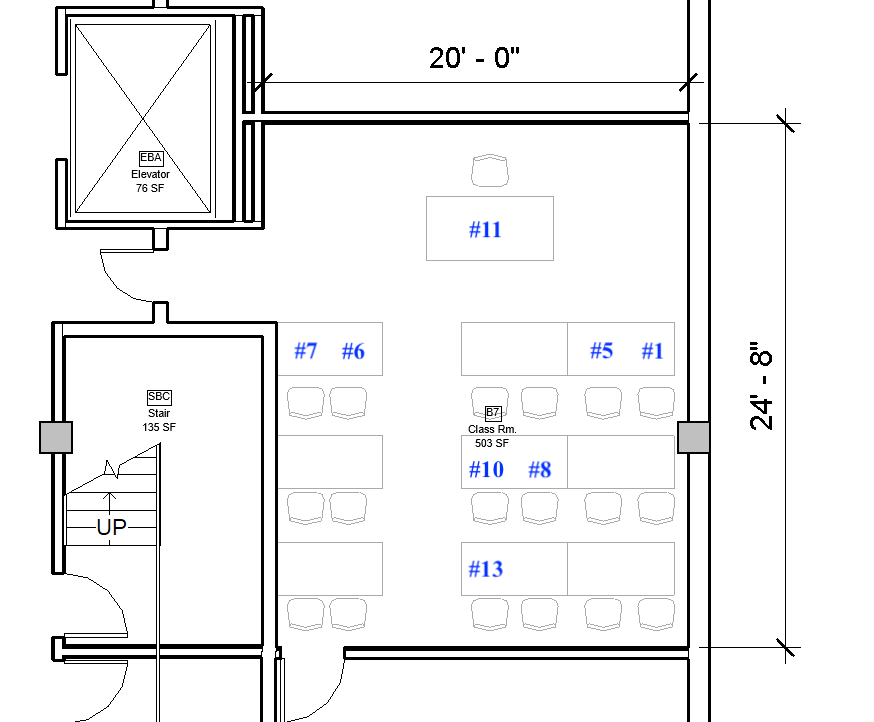 20' - 0"
EBA
Elevator
76 SF
#11
#7 #6 #5 #1
24' - 8"
SBC
Stair
135 SF
B7
Class Rm.
503 SF
#10 #8
UP
#13